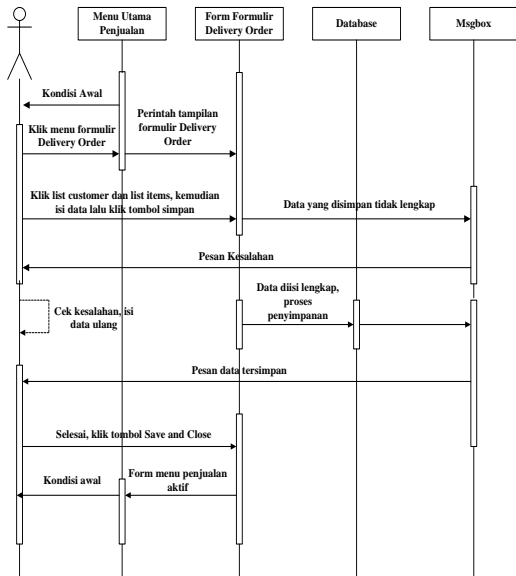 Menu Utama
Penjualan
Form Formulir
Delivery Order
Database
Msgbox
Kondisi Awal
Klik menu formulir
Delivery Order
Perintah tampilan
formulir Delivery
Order
Klik list customer dan list items, kemudian
isi data lalu klik tombol simpan
Data yang disimpan tidak lengkap
Pesan Kesalahan
Cek kesalahan, isi
data ulang
Data diisi lengkap,
proses
penyimpanan
Pesan data tersimpan
Selesai, klik tombol Save and Close
Kondisi awal
Form menu penjualan
aktif